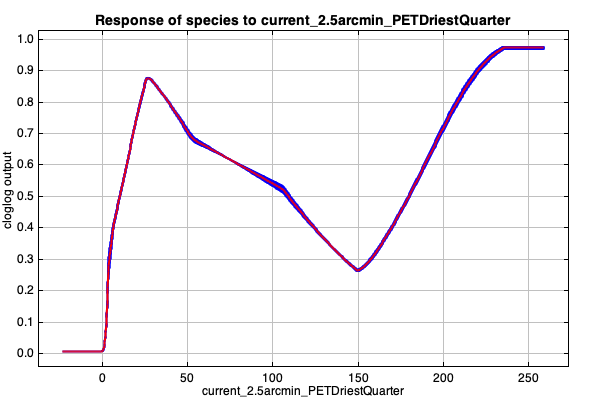 Response of species to current_2.5arcmin_PETDriestQuarter
1.0
0.9
0.8
0.7
0.6
0.5
0.4
0.3
0.2
0.1
0.0
cloglog output
0 50 100 150 200 250
current_2.5arcmin_PETDriestQuarter